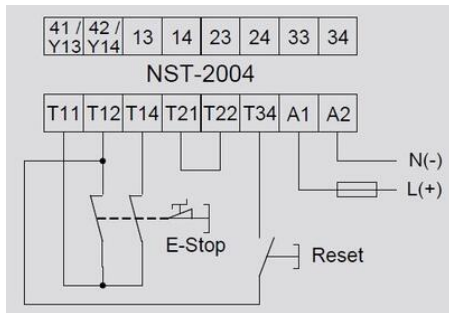 41 / 42 / 13 14 23 24 33 34
Y13 Y14
NST-2004
T11 T12 T14 T21 T22 T34 A1 A2
N(-)
L(+)
E-Stop
Reset